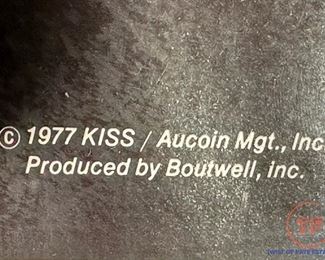 © 1977 KISS / Aucoin Mgt., Inc.
Produced by Boutwell, inc.